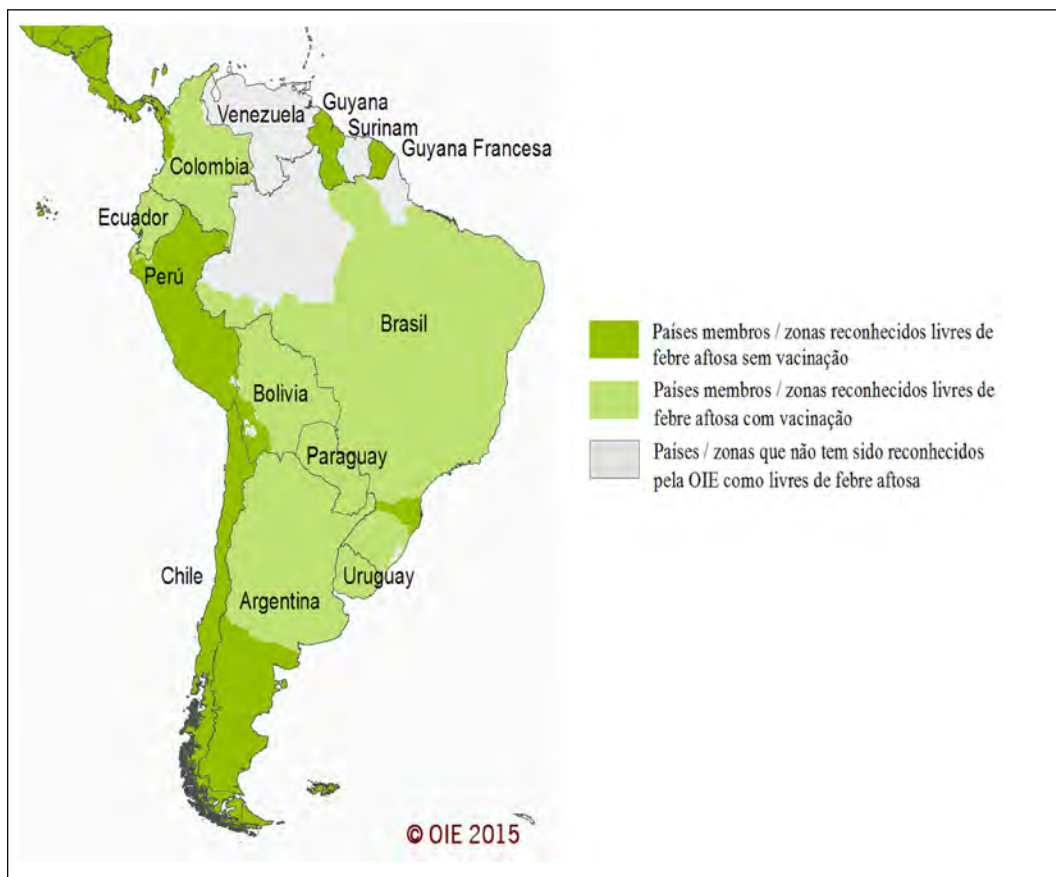 Venezuela
Guyana
Surinam
Guyana Francesa
Colombia
Ecuador
Perú
Brasil
Bolivia
Paraguay
Chile
Uruguay
Argentina
© OIE 2015
Países membros / zonas reconhecidos livres de
febre aftosa sem vacinação
Países membros / zonas reconhecidos livres de
febre aftosa com vacinação
Países / zonas que não tem sido reconhecidos
pela OIE como livres de febre aftosa